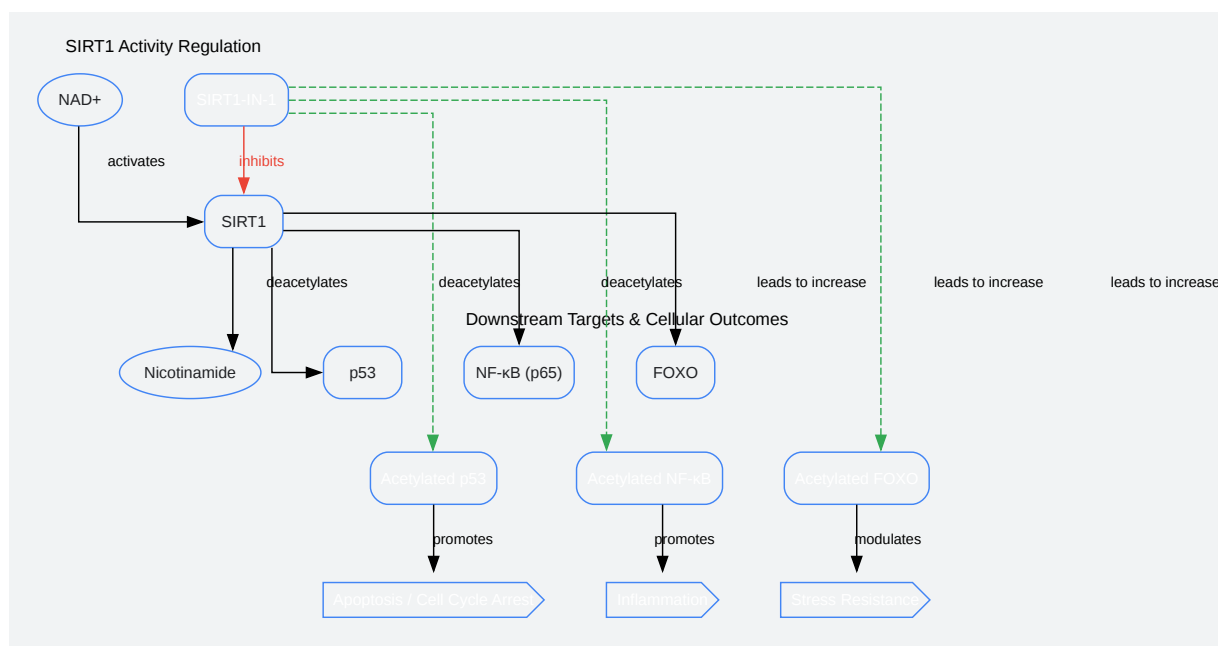 SIRT1 Activity Regulation
NAD+
SIRT1-IN-1
activates
inhibits
SIRT1
deacetylates
deacetylates
deacetylates
leads to increase
leads to increase
leads to increase
Downstream Targets & Cellular Outcomes
Nicotinamide
p53
NF-κB (p65)
FOXO
Acetylated p53
Acetylated NF-κB
Acetylated FOXO
promotes
promotes
modulates
Apoptosis / Cell Cycle Arrest
Inflammation
Stress Resistance